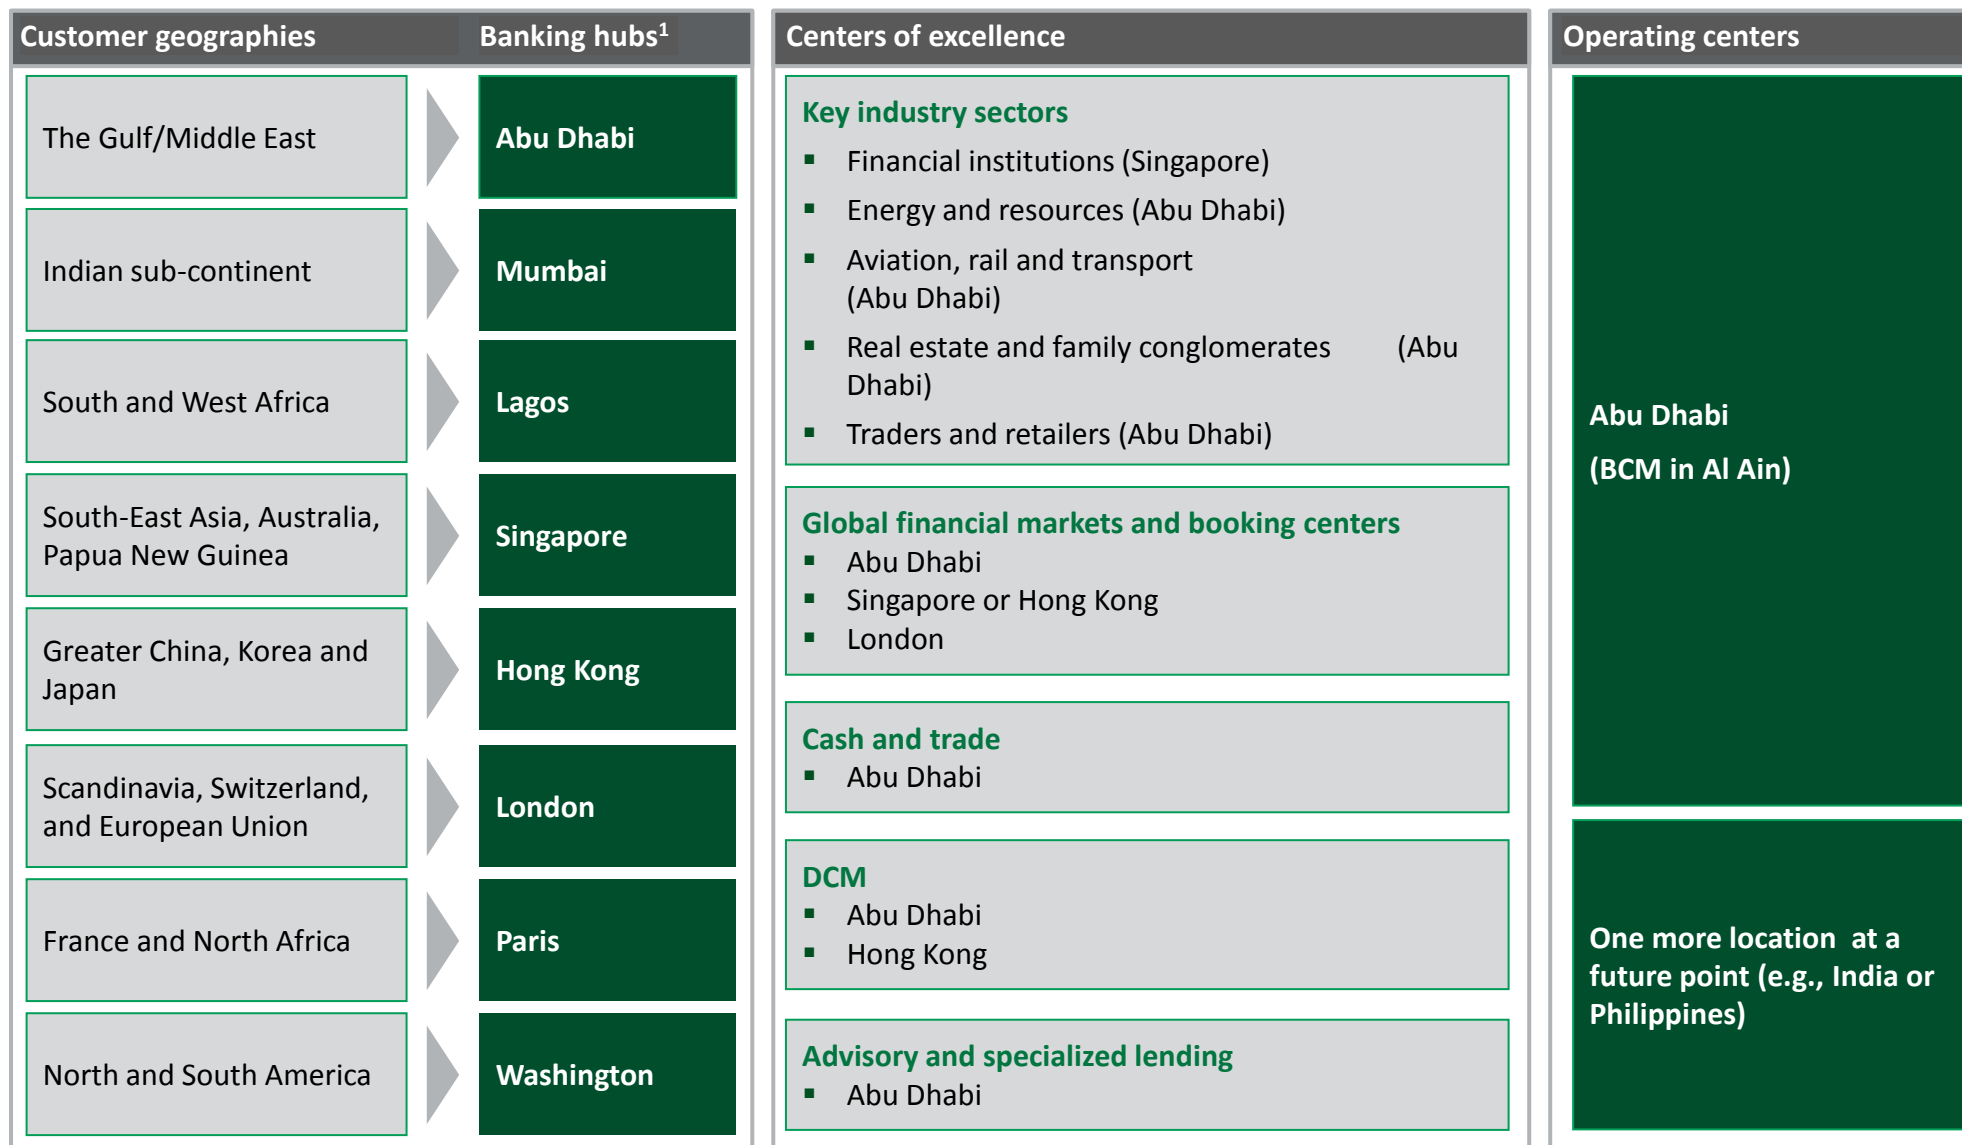 Customer geographies
Banking hubs¹
Centers of excellence
Operating centers
The Gulf/Middle East
Abu Dhabi
Indian sub-continent
Mumbai
South and West Africa
Lagos
South-East Asia, Australia,
Papua New Guinea
Singapore
Greater China, Korea and
Japan
Hong Kong
Scandinavia, Switzerland,
and European Union
London
France and North Africa
Paris
North and South America
Washington
Key industry sectors
▪ Financial institutions (Singapore)
▪ Energy and resources (Abu Dhabi)
▪ Aviation, rail and transport
(Abu Dhabi)
▪ Real estate and family conglomerates (Abu
Dhabi)
▪ Traders and retailers (Abu Dhabi)
Global financial markets and booking centers
▪ Abu Dhabi
▪ Singapore or Hong Kong
▪ London
Cash and trade
▪ Abu Dhabi
DCM
▪ Abu Dhabi
▪ Hong Kong
Advisory and specialized lending
▪ Abu Dhabi
Abu Dhabi
(BCM in Al Ain)
One more location at a
future point (e.g., India or
Philippines)